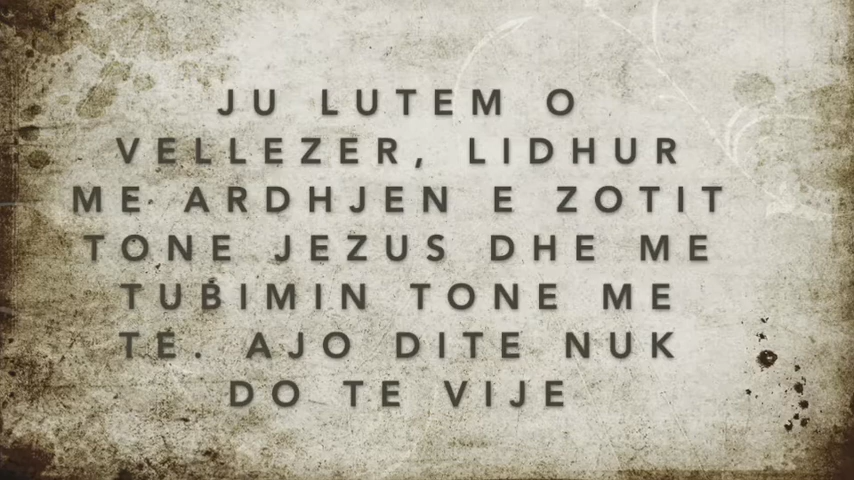 JU LUTEM O
VELLEZER, LIDHUR
ME ARDHJEN E ZOTIT
TONE JEZUS DHE ME
TUBIMIN TONE ME
TE. AJO DITE NUK
DO TE VIJE